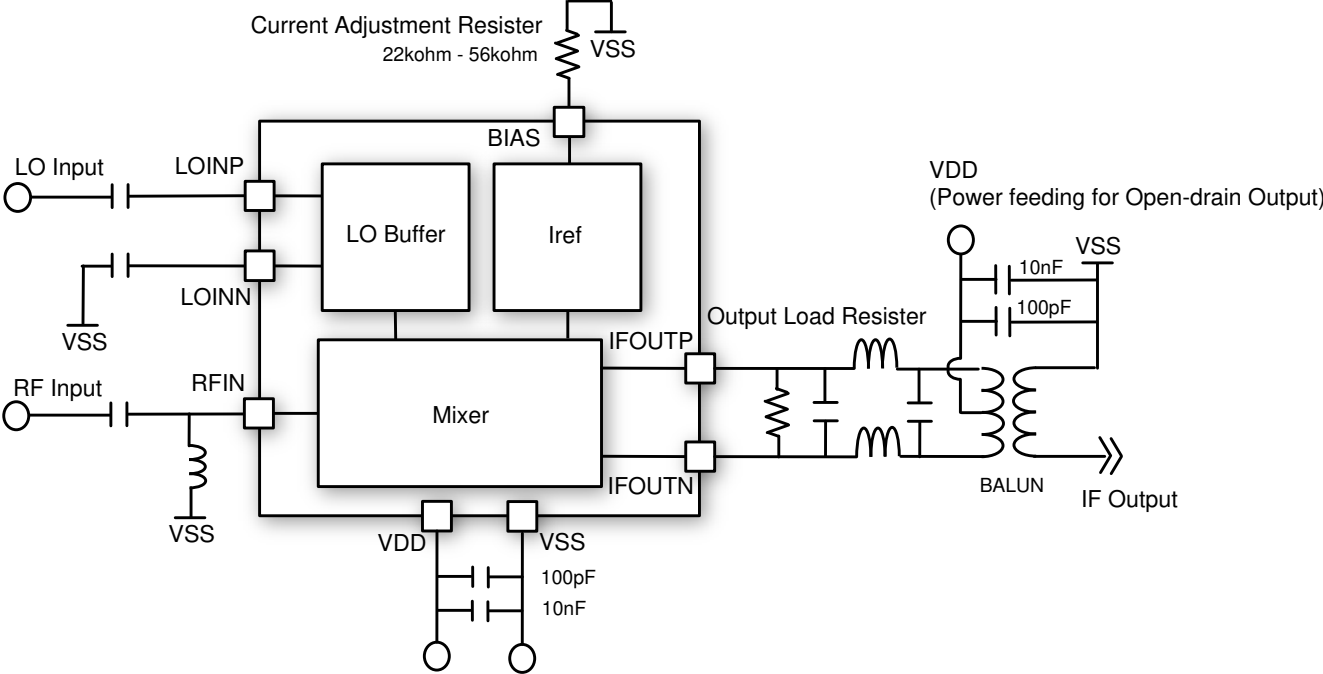 Current Adjustment Resister
22kohm - 56kohm
VSS
BIAS
LO Input
LOINP
LO Buffer
Iref
LOINN
VSS
VDD
(Power feeding for Open-drain Output)
VSS
10nF
100pF
Output Load Resister
IFOUTP
RF Input
RFIN
Mixer
IFOUTN
BALUN
IF Output
VSS
VDD
VSS
100pF
10nF